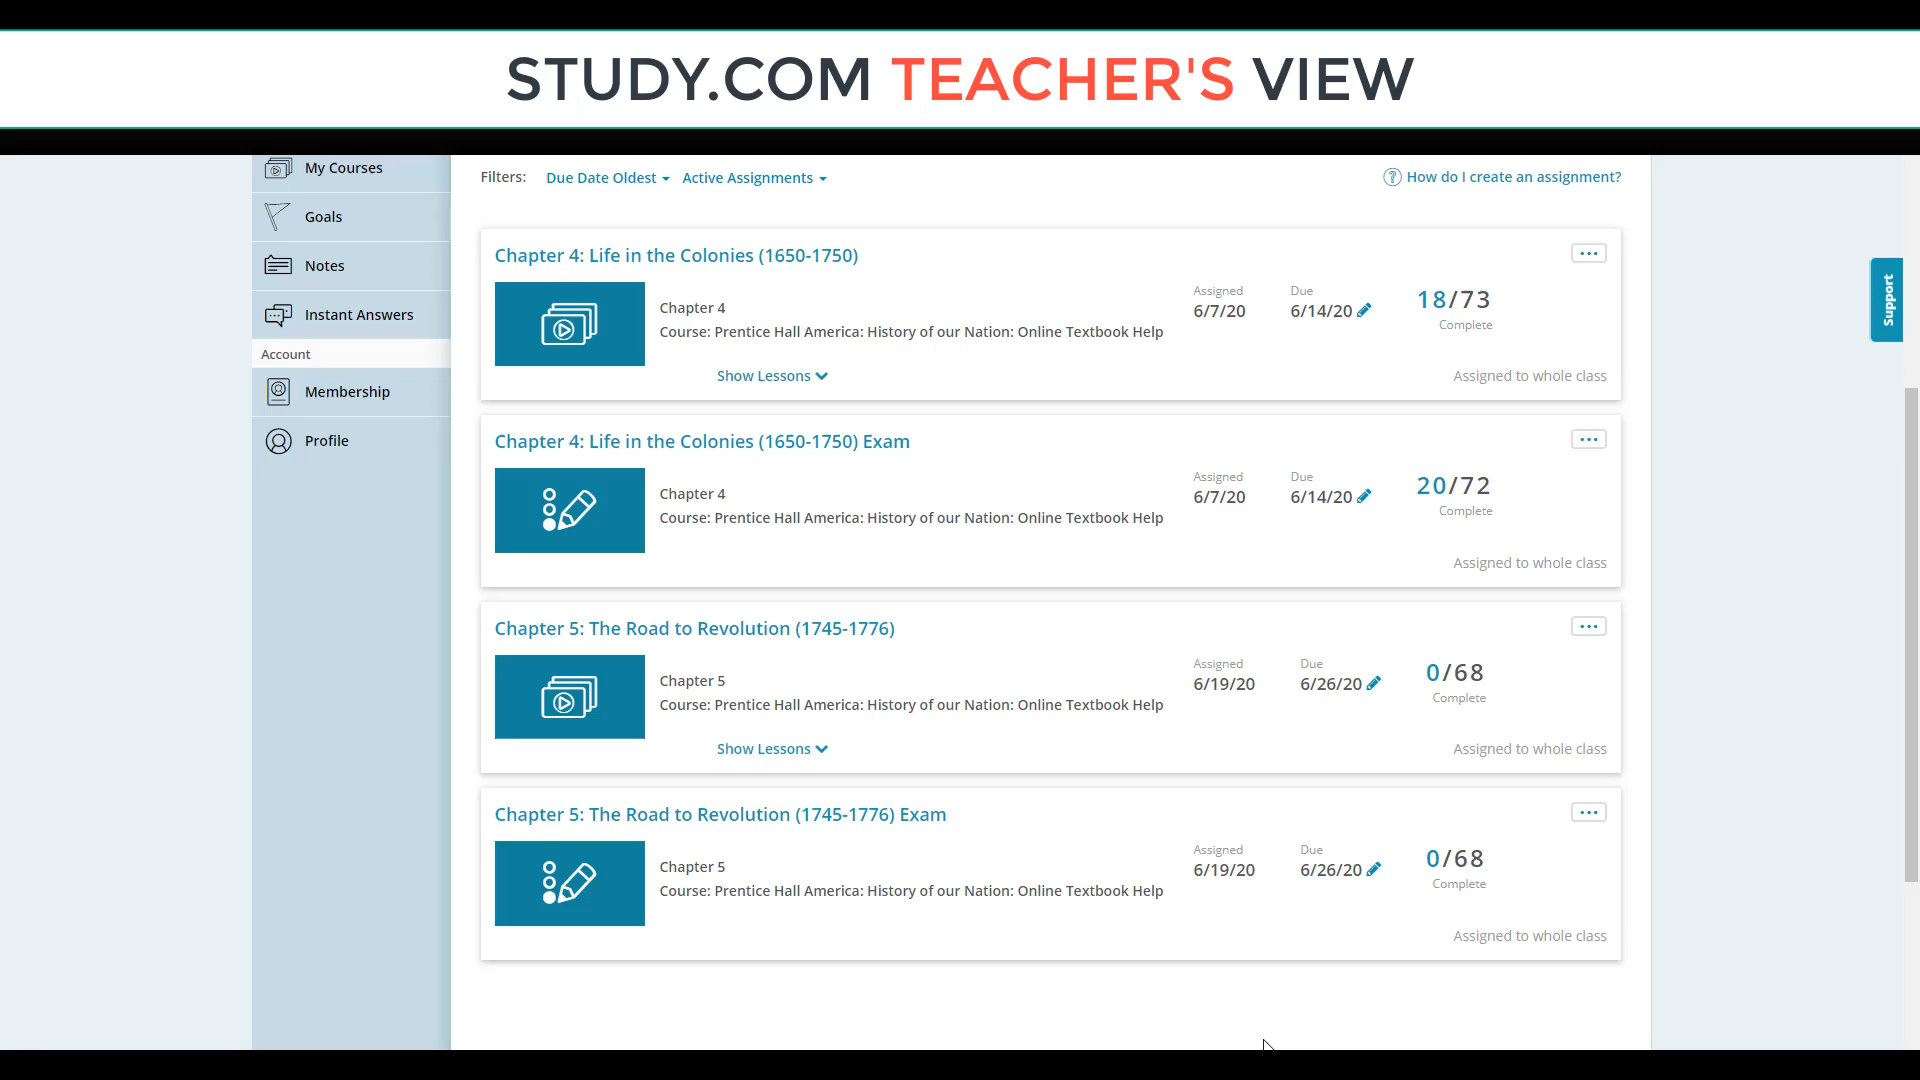 STUDY.COM TEACHER'S VIEW
My Courses
Goals
Notes
Instant Answers
Account
Membership
Profile
Filters: Due Date Oldest Active Assignments
How do I create an assignment?
Support
Chapter 4: Life in the Colonies (1650-1750)
Chapter 4
Course: Prentice Hall America: History of our Nation: Online Textbook Help
Show Lessons
Assigned
6/7/20
Due
6/14/20
18/73
Complete
Assigned to whole class
Chapter 4: Life in the Colonies (1650-1750) Exam
Chapter 4
Course: Prentice Hall America: History of our Nation: Online Textbook Help
Assigned
6/7/20
Due
6/14/20
20/72
Complete
Assigned to whole class
Chapter 5: The Road to Revolution (1745-1776)
Chapter 5
Course: Prentice Hall America: History of our Nation: Online Textbook Help
Show Lessons
Assigned
6/19/20
Due
6/26/20
0/68
Complete
Assigned to whole class
Chapter 5: The Road to Revolution (1745-1776) Exam
Chapter 5
Course: Prentice Hall America: History of our Nation: Online Textbook Help
Assigned
6/19/20
Due
6/26/20
0/68
Complete
Assigned to whole class